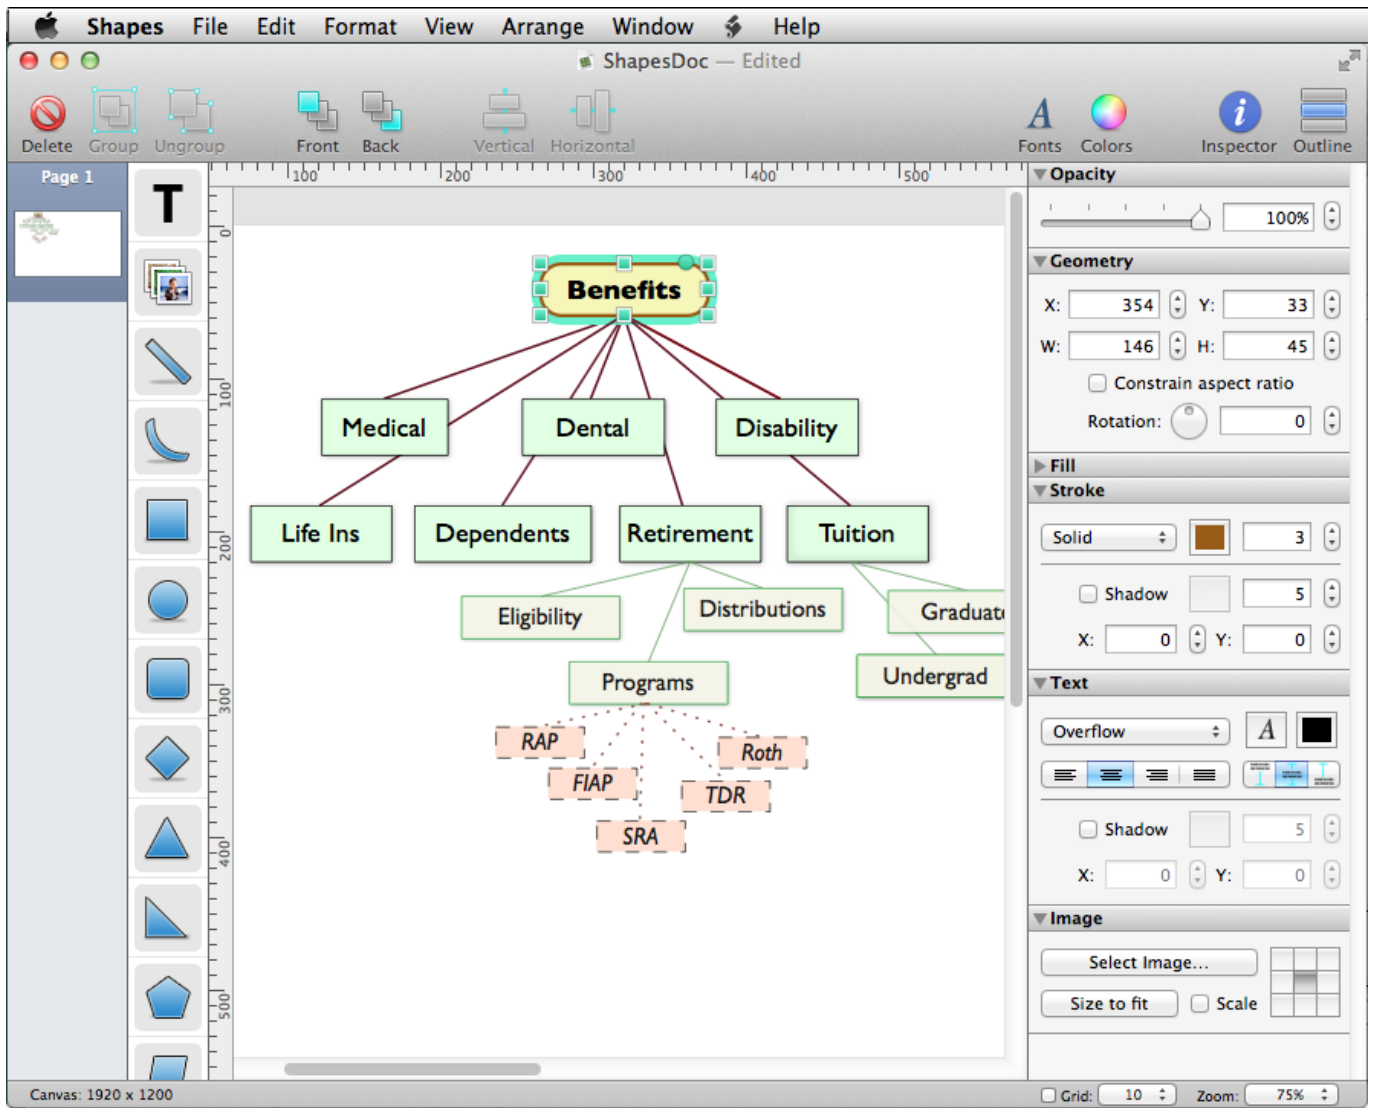 Shapes File Edit Format View Arrange Window Help
ShapesDoc — Edited
Delete Group Ungroup Front Back Vertical Horizontal Fonts Colors Inspector Outline
Page 1
T
100 200 300 400 500
0
100
200
300
400
500
Benefits
Medical Dental Disability
Life Ins Dependents Retirement Tuition
Eligibility Distributions Graduate
Programs Undergrad
RAP Roth
FIAP TDR
SRA
Opacity
100%
Geometry
X: 354 Y: 33
W: 146 H: 45
Constrain aspect ratio
Rotation: 0
Fill
Stroke
Solid 3
Shadow 5
X: 0 Y: 0
Text
Overflow A
Shadow 5
X: 0 Y: 0
Image
Select Image...
Size to fit Scale
Canvas: 1920 x 1200
Grid: 10 Zoom: 75%